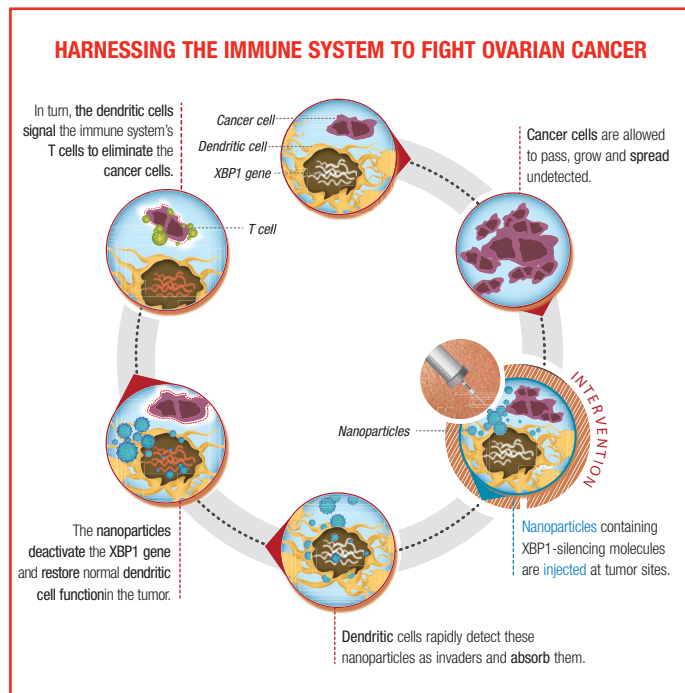 HARNESSING THE IMMUNE SYSTEM TO FIGHT OVARIAN CANCER
In turn, the dendritic cells
signal the immune system's
T cells to eliminate the
cancer cells.
Cancer cell
Dendritic cell
XBP1 gene
Cancer cells are allowed
to pass, grow and spread
undetected.
T cell
INTERVENTION
Nanoparticles
Nanoparticles containing
XBP1-silencing molecules
are injected at tumor sites.
The nanoparticles
deactivate the XBP1 gene
and restore normal dendritic
cell functionin the tumor.
Dendritic cells rapidly detect these
nanoparticles as invaders and absorb them.